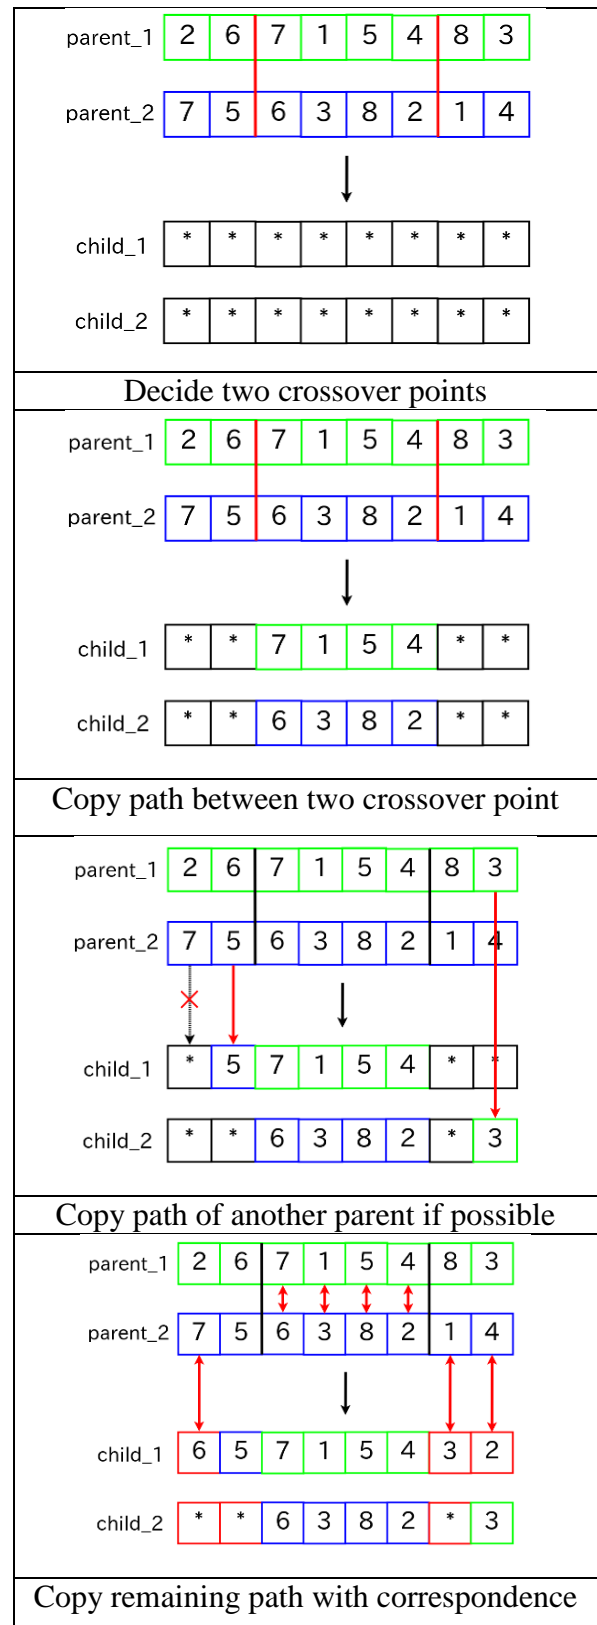 parent_1 2 6 7 1 5 4 8 3
parent_2 7 5 6 3 8 2 1 4
child_1 * * * * * * * *
child_2 * * * * * * * *
Decide two crossover points
parent_1 2 6 7 1 5 4 8 3
parent_2 7 5 6 3 8 2 1 4
child_1 * * 7 1 5 4 * *
child_2 * * 6 3 8 2 * *
Copy path between two crossover point
parent_1 2 6 7 1 5 4 8 3
parent_2 7 5 6 3 8 2 1 4
child_1 * 5 7 1 5 4 * *
child_2 * * 6 3 8 2 * 3
Copy path of another parent if possible
parent_1 2 6 7 1 5 4 8 3
parent_2 7 5 6 3 8 2 1 4
child_1 6 5 7 1 5 4 3 2
child_2 * * 6 3 8 2 * 3
Copy remaining path with correspondence